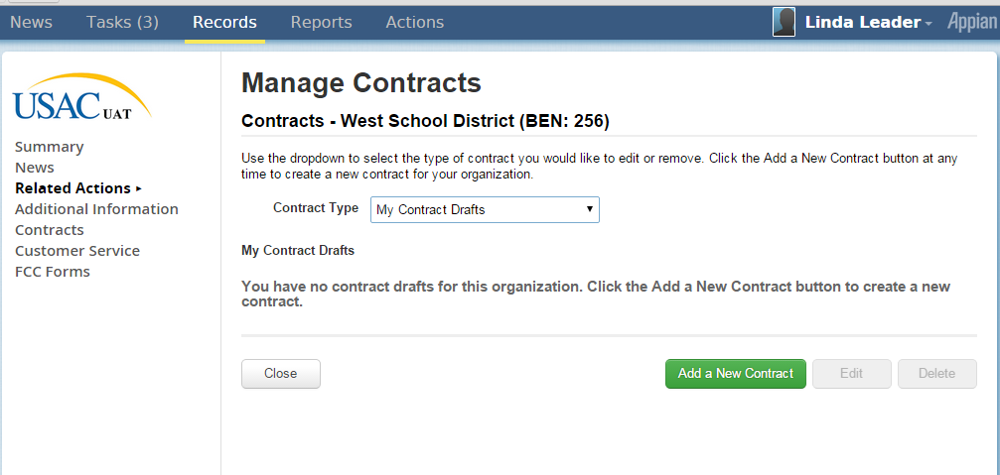 News Tasks (3) Records Reports Actions Linda Leader Appian
USAC UAT
Summary
News
Related Actions ▸
Additional Information
Contracts
Customer Service
FCC Forms
Manage Contracts
Contracts - West School District (BEN: 256)
Use the dropdown to select the type of contract you would like to edit or remove. Click the Add a New Contract button at any
time to create a new contract for your organization.
Contract Type My Contract Drafts
My Contract Drafts
You have no contract drafts for this organization. Click the Add a New Contract button to create a new
contract.
Close Add a New Contract Edit Delete